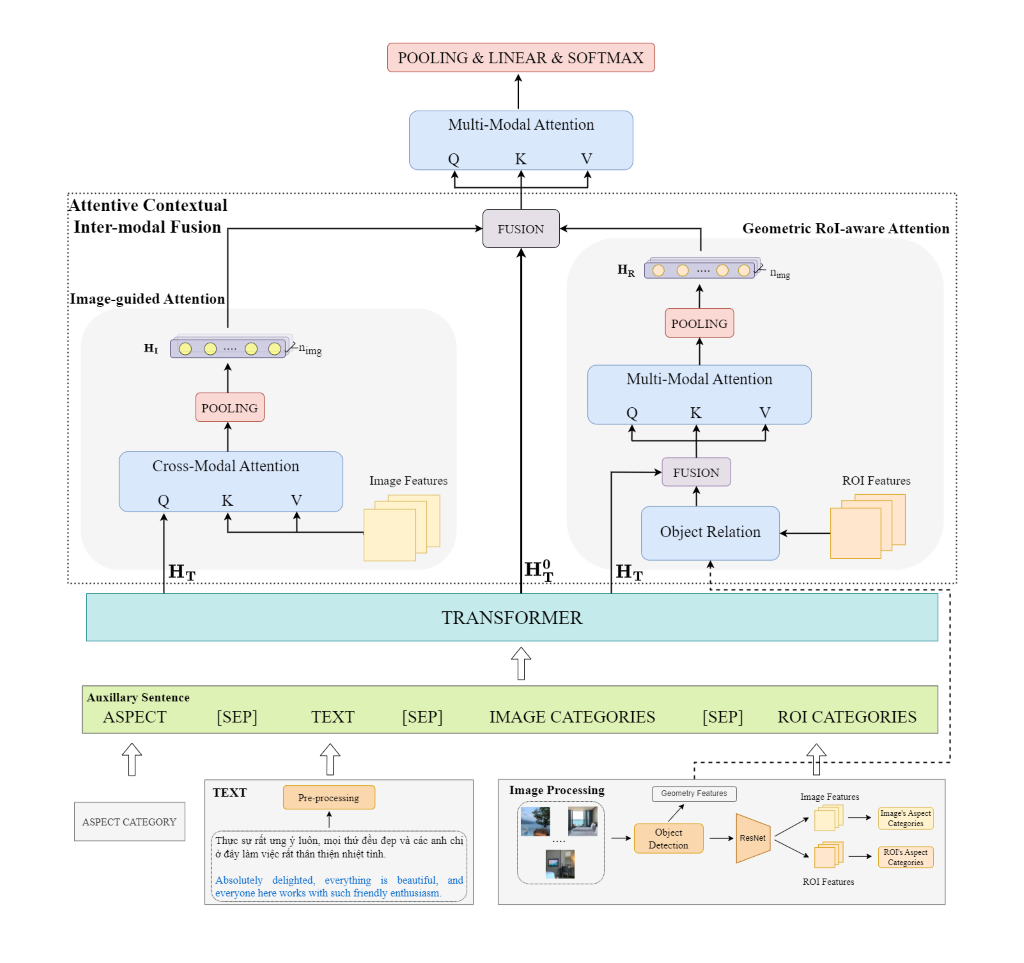 POOLING & LINEAR & SOFTMAX
Multi-Modal Attention
Q K V
Attentive Contextual
Inter-modal Fusion
FUSION
Geometric RoI-aware Attention
H_R
.... n_img
Image-guided Attention
POOLING
H_I
.... n_img
Multi-Modal Attention
Q K V
POOLING
Cross-Modal Attention
Q K V
Image Features
FUSION
ROI Features
Object Relation
H_T
H_T^0
H_T
TRANSFORMER
Auxillary Sentence
ASPECT [SEP] TEXT [SEP] IMAGE CATEGORIES [SEP] ROI CATEGORIES
ASPECT CATEGORY
TEXT
Pre-processing
Thực sự rất ưng ý luôn, mọi thứ đều đẹp và các anh chị
ở đây làm việc rất thân thiện nhiệt tình.
Absolutely delighted, everything is beautiful, and
everyone here works with such friendly enthusiasm.
Image Processing
....
Geometry Features
Object
Detection
ResNet
Image Features
Image's Aspect
Categories
ROI's Aspect
Categories
ROI Features